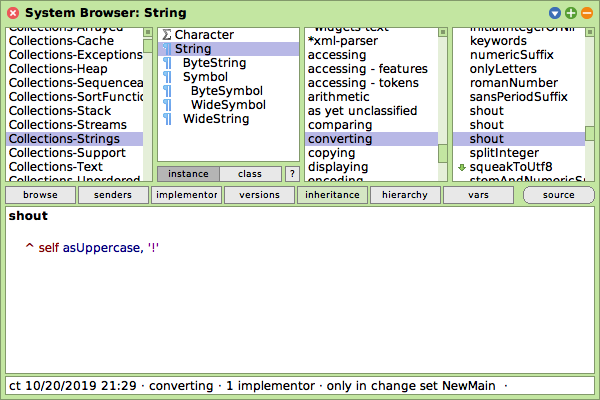 System Browser: String
Collections-Arrayed
Collections-Cache
Collections-Exceptions
Collections-Heap
Collections-Sequencea
Collections-SortFunctio
Collections-Stack
Collections-Streams
Collections-Strings
Collections-Support
Collections-Text
Collections-Unordered
Character
String
ByteString
Symbol
ByteSymbol
WideSymbol
WideString
instance
class
?
*xml-parser
accessing
accessing - features
accessing - tokens
arithmetic
as yet unclassified
comparing
converting
copying
displaying
encoding
keywords
numericSuffix
onlyLetters
romanNumber
sansPeriodSuffix
shout
shout
shout
splitInteger
squeakToUtf8
stemAndNumericSu
browse
senders
implementor
versions
inheritance
hierarchy
vars
source
shout
^ self asUppercase, '!'
ct 10/20/2019 21:29 · converting · 1 implementor · only in change set NewMain ·